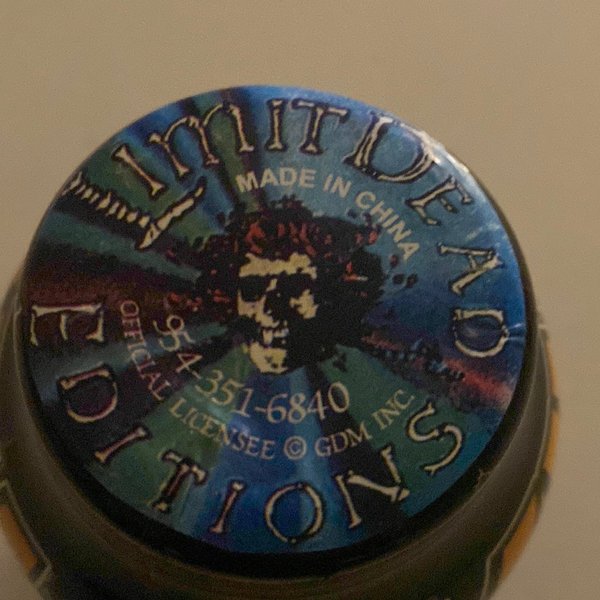 LIMITDEAD
MADE IN CHINA
954-351-6840
OFFICIAL LICENSEE © GDM INC.
EDITIONS